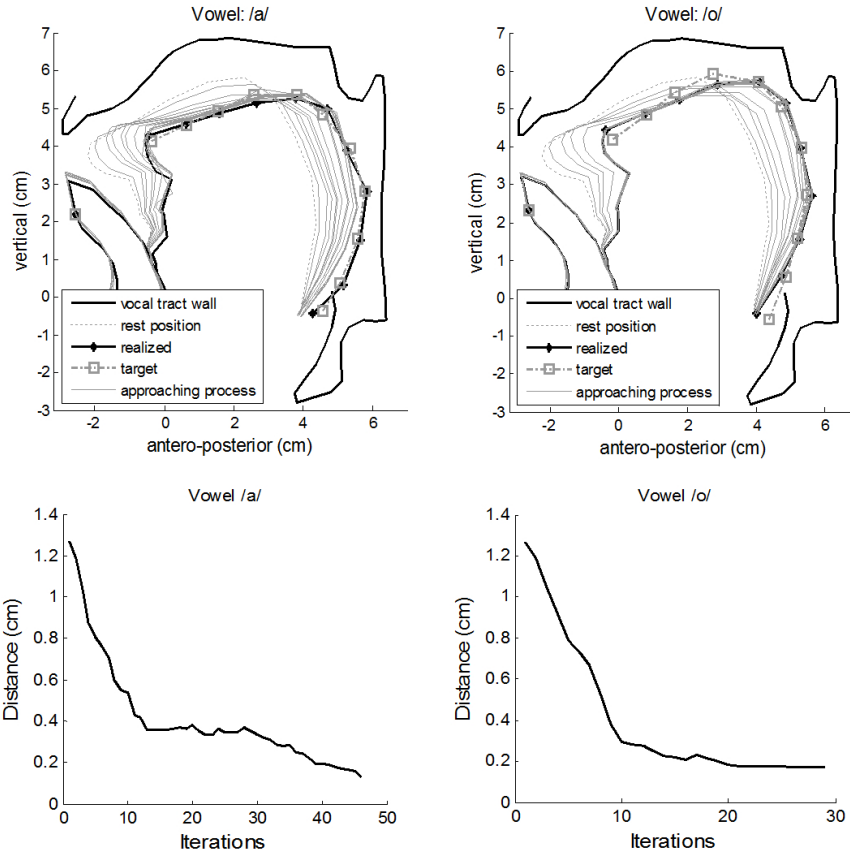 Vowel: /a/
7
6
5
4
3
2
1
0
-1
-2
-3
vertical (cm)
vocal tract wall
rest position
realized
target
approaching process
-2
0
2
4
6
antero-posterior (cm)
Vowel: /o/
7
6
5
4
3
2
1
0
-1
-2
-3
vertical (cm)
vocal tract wall
rest position
realized
target
approaching process
-2
0
2
4
6
antero-posterior (cm)
Vowel /a/
1.4
1.2
1
0.8
0.6
0.4
0.2
0
Distance (cm)
0
10
20
30
40
50
Iterations
Vowel /o/
1.4
1.2
1
0.8
0.6
0.4
0.2
0
Distance (cm)
0
10
20
30
Iterations